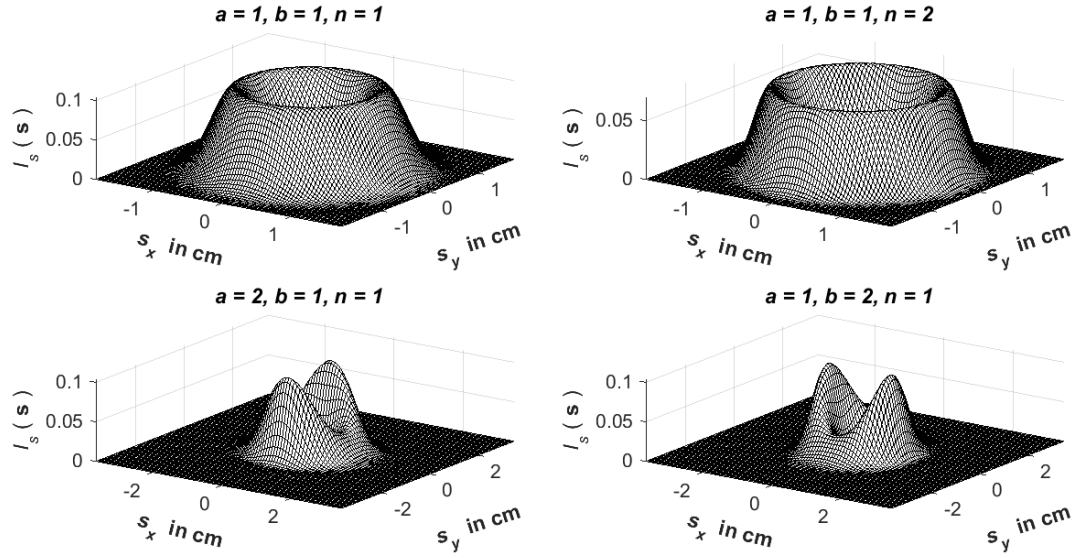 a = 1, b = 1, n = 1
I_s ( s )
0.1
0.05
0
-1
0
1
s_x in cm
-1
0
1
s_y in cm
a = 1, b = 1, n = 2
I_s ( s )
0.05
0
-1
0
1
s_x in cm
-1
0
1
s_y in cm
a = 2, b = 1, n = 1
I_s ( s )
0.1
0.05
0
-2
0
2
s_x in cm
-2
0
2
s_y in cm
a = 1, b = 2, n = 1
I_s ( s )
0.1
0.05
0
-2
0
2
s_x in cm
-2
0
2
s_y in cm